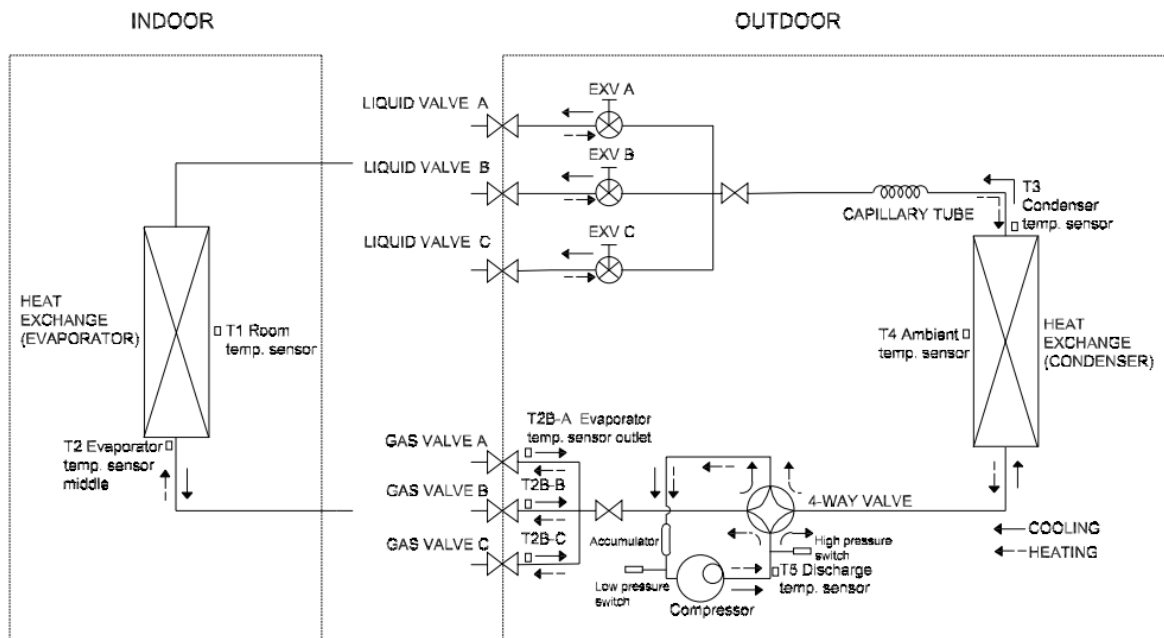 INDOOR
OUTDOOR
LIQUID VALVE A
EXV A
LIQUID VALVE B
EXV B
LIQUID VALVE C
EXV C
CAPILLARY TUBE
T3
Condenser
temp. sensor
HEAT
EXCHANGE
(EVAPORATOR)
T1 Room
temp. sensor
T4 Ambient
temp. sensor
HEAT
EXCHANGE
(CONDENSER)
T2 Evaporator
temp. sensor
middle
GAS VALVE A
T2B-A Evaporator
temp. sensor outlet
GAS VALVE B
T2B-B
GAS VALVE C
T2B-C
4-WAY VALVE
Accumulator
High pressure
switch
Low pressure
switch
Compressor
T5 Discharge
temp. sensor
COOLING
HEATING